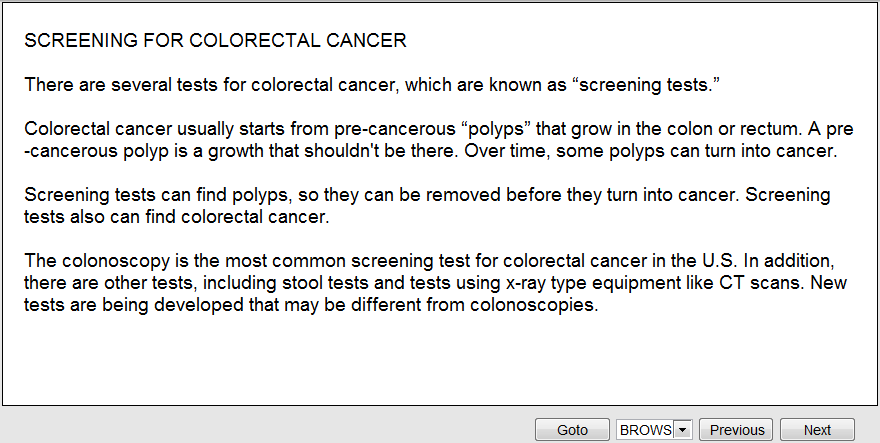 SCREENING FOR COLORECTAL CANCER
There are several tests for colorectal cancer, which are known as “screening tests.”
Colorectal cancer usually starts from pre-cancerous “polyps” that grow in the colon or rectum. A pre
-cancerous polyp is a growth that shouldn't be there. Over time, some polyps can turn into cancer.
Screening tests can find polyps, so they can be removed before they turn into cancer. Screening
tests also can find colorectal cancer.
The colonoscopy is the most common screening test for colorectal cancer in the U.S. In addition,
there are other tests, including stool tests and tests using x-ray type equipment like CT scans. New
tests are being developed that may be different from colonoscopies.
Goto BROWS Previous Next